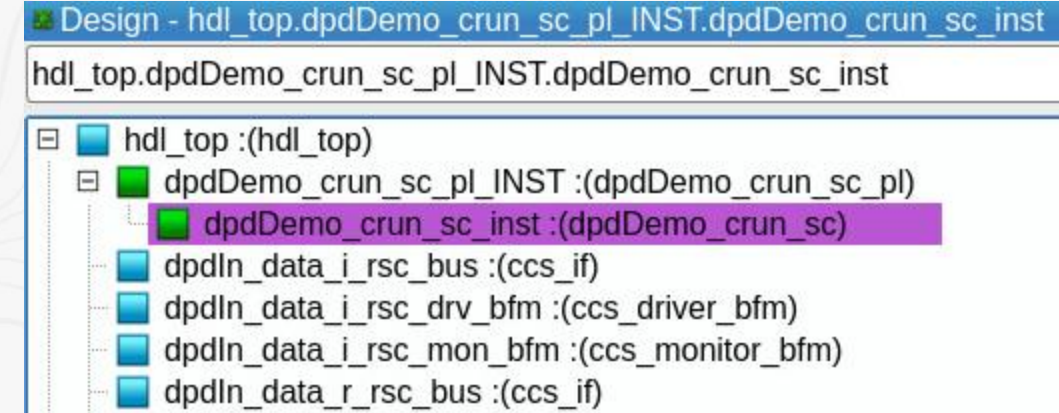 Design - hdl_top.dpdDemo_crun_sc_pl_INST.dpdDemo_crun_sc_inst
hdl_top.dpdDemo_crun_sc_pl_INST.dpdDemo_crun_sc_inst
hdl_top :(hdl_top)
dpdDemo_crun_sc_pl_INST :(dpdDemo_crun_sc_pl)
dpdDemo_crun_sc_inst :(dpdDemo_crun_sc)
dpdIn_data_i_rsc_bus :(ccs_if)
dpdIn_data_i_rsc_drv_bfm :(ccs_driver_bfm)
dpdIn_data_i_rsc_mon_bfm :(ccs_monitor_bfm)
dpdIn_data_r_rsc_bus :(ccs_if)